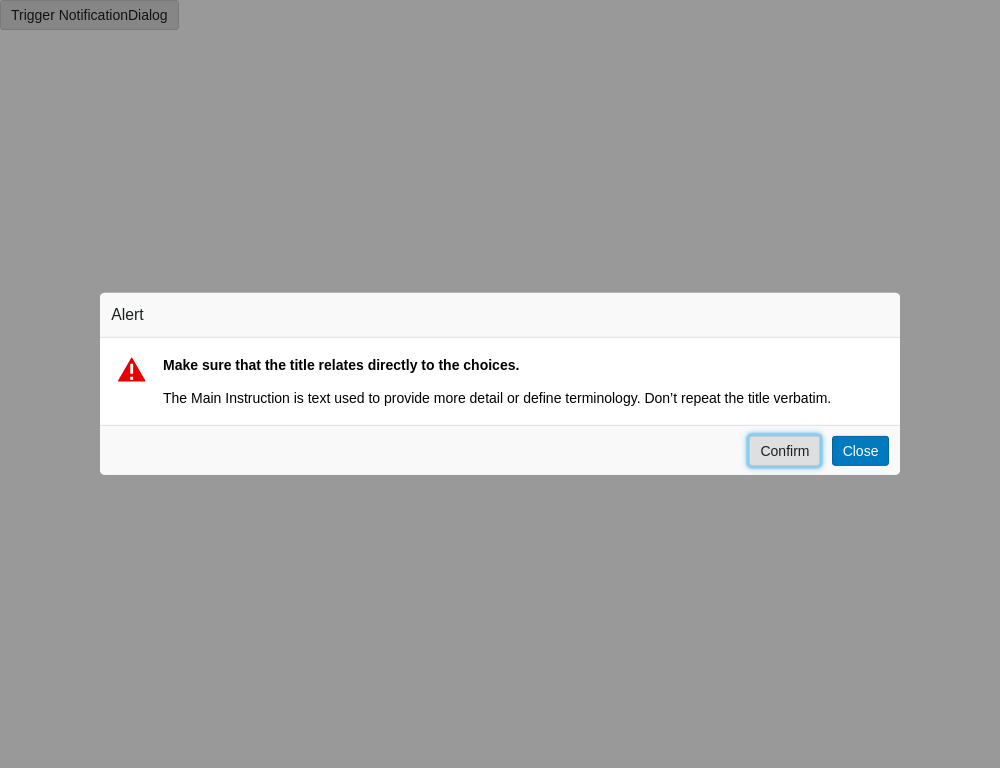 Trigger NotificationDialog
Alert
Make sure that the title relates directly to the choices.
The Main Instruction is text used to provide more detail or define terminology. Don’t repeat the title verbatim.
Confirm
Close